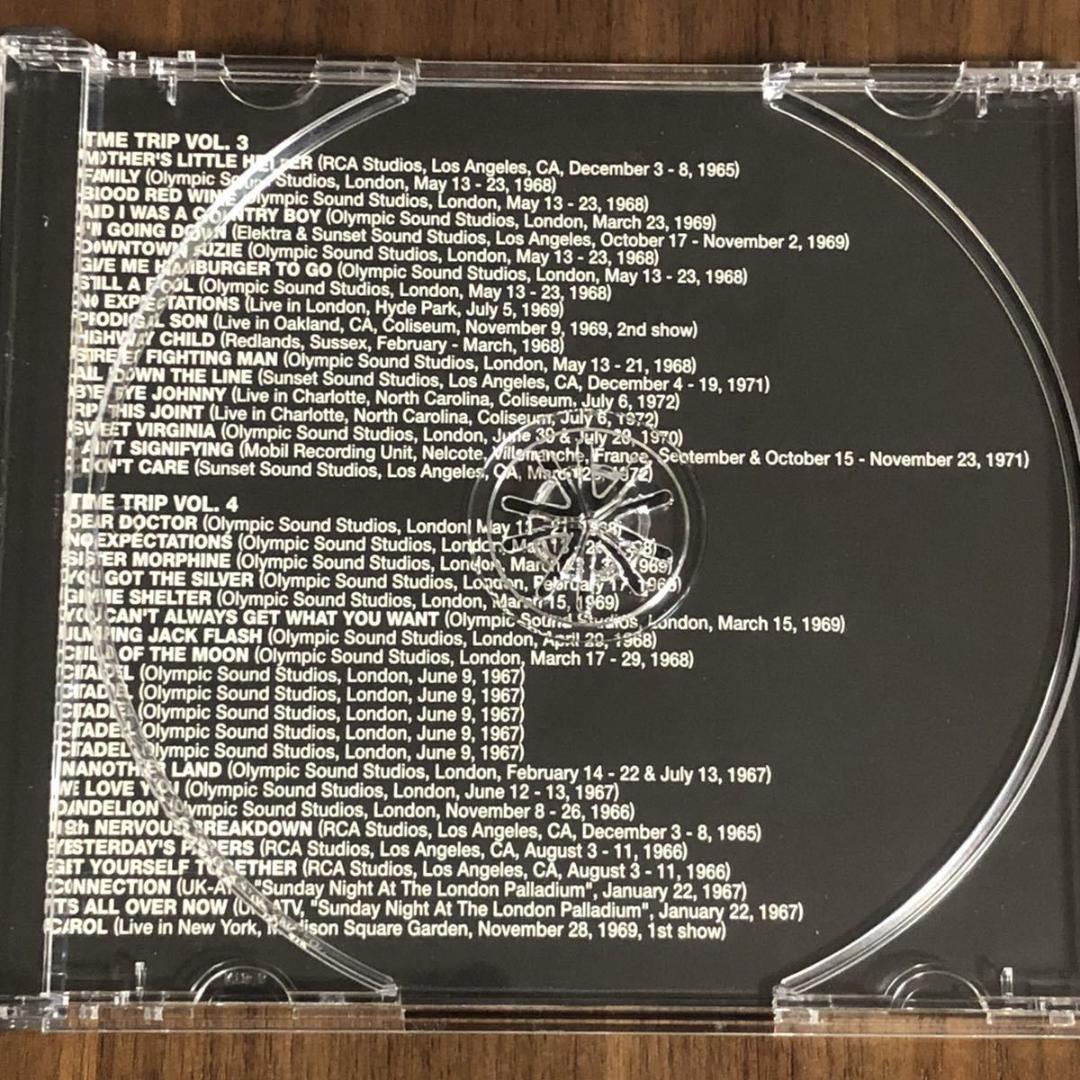 TIME TRIP VOL. 3
MOTHER'S LITTLE HELPER (RCA Studios, Los Angeles, CA, December 3 - 8, 1965)
FAMILY (Olympic Sound Studios, London, May 13 - 23, 1968)
BLOOD RED WINE (Olympic Sound Studios, London, May 13 - 23, 1968)
AND I WAS A COUNTRY BOY (Olympic Sound Studios, London, March 23, 1969)
I'M GOING DOWN (Elektra & Sunset Sound Studios, Los Angeles, October 17 - November 2, 1969)
DOWNTOWN SUZIE (Olympic Sound Studios, London, May 13 - 23, 1968)
GIVE ME HAMBURGER TO GO (Olympic Sound Studios, London, May 13 - 23, 1968)
STILL A FOOL (Olympic Sound Studios, London, May 13 - 23, 1968)
NO EXPECTATIONS (Live in London, Hyde Park, July 5, 1969)
PRODIGAL SON (Live in Oakland, CA, Coliseum, November 9, 1969, 2nd show)
HIGHWAY CHILD (Redlands, Sussex, February - March, 1968)
STREET FIGHTING MAN (Olympic Sound Studios, London, May 13 - 21, 1968)
ALL DOWN THE LINE (Sunset Sound Studios, Los Angeles, CA, December 4 - 19, 1971)
BYE BYE JOHNNY (Live in Charlotte, North Carolina, Coliseum, July 6, 1972)
RIP THIS JOINT (Live in Charlotte, North Carolina, Coliseum, July 6, 1972)
SWEET VIRGINIA (Olympic Sound Studios, London, June 30 & July 28, 1970)
AIN'T SIGNIFYING (Mobil Recording Unit, Nelcote, Villefranche, France, September & October 15 - November 23, 1971)
I DON'T CARE (Sunset Sound Studios, Los Angeles, CA, March 1972)
TIME TRIP VOL. 4
DEAR DOCTOR (Olympic Sound Studios, London, May 1968)
NO EXPECTATIONS (Olympic Sound Studios, London, May
SISTER MORPHINE (Olympic Sound Studios, London, March 1969)
YOU GOT THE SILVER (Olympic Sound Studios, London, February 17, 1969)
GIMME SHELTER (Olympic Sound Studios, London, March 15, 1969)
YOU CAN'T ALWAYS GET WHAT YOU WANT (Olympic Sound Studios, London, March 15, 1969)
JUMPING JACK FLASH (Olympic Sound Studios, London, April 20, 1968)
CHILD OF THE MOON (Olympic Sound Studios, London, March 17 - 29, 1968)
CITADEL (Olympic Sound Studios, London, June 9, 1967)
CITADEL (Olympic Sound Studios, London, June 9, 1967)
CITADEL (Olympic Sound Studios, London, June 9, 1967)
CITADEL (Olympic Sound Studios, London, June 9, 1967)
CITADEL (Olympic Sound Studios, London, June 9, 1967)
IN ANOTHER LAND (Olympic Sound Studios, London, February 14 - 22 & July 13, 1967)
WE LOVE YOU (Olympic Sound Studios, London, June 12 - 13, 1967)
DANDELION (Olympic Sound Studios, London, November 8 - 26, 1966)
19th NERVOUS BREAKDOWN (RCA Studios, Los Angeles, CA, December 3 - 8, 1965)
YESTERDAY'S PAPERS (RCA Studios, Los Angeles, CA, August 3 - 11, 1966)
GIT YOURSELF TOGETHER (RCA Studios, Los Angeles, CA, August 3 - 11, 1966)
CONNECTION (UK-ATV, "Sunday Night At The London Palladium", January 22, 1967)
IT'S ALL OVER NOW (UK-ATV, "Sunday Night At The London Palladium", January 22, 1967)
CAROL (Live in New York, Madison Square Garden, November 28, 1969, 1st show)